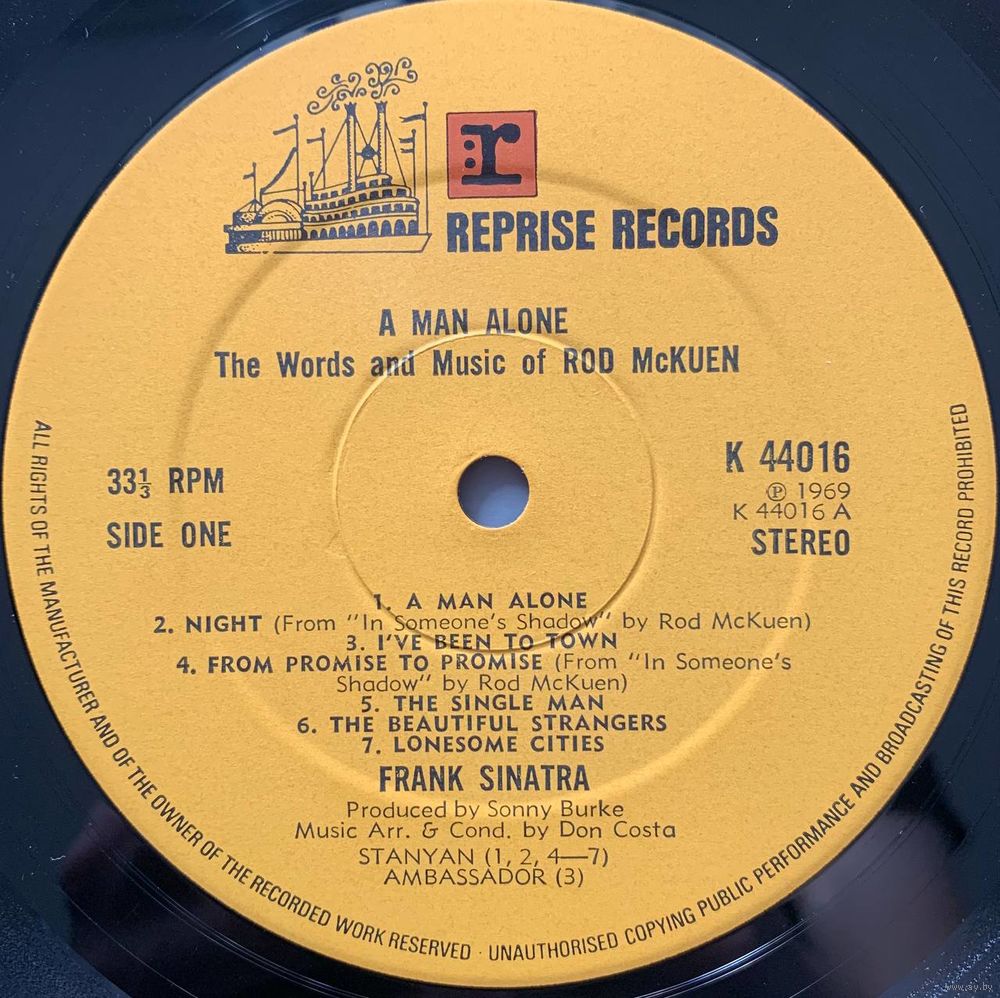 r
REPRISE RECORDS
A MAN ALONE
The Words and Music of ROD McKUEN
33⅓ RPM
SIDE ONE
K 44016
℗ 1969
K 44016 A
STEREO
1. A MAN ALONE
2. NIGHT (From "In Someone's Shadow" by Rod McKuen)
3. I'VE BEEN TO TOWN
4. FROM PROMISE TO PROMISE (From "In Someone's
Shadow" by Rod McKuen)
5. THE SINGLE MAN
6. THE BEAUTIFUL STRANGERS
7. LONESOME CITIES
FRANK SINATRA
Produced by Sonny Burke
Music Arr. & Cond. by Don Costa
STANYAN (1, 2, 4—7)
AMBASSADOR (3)
ALL RIGHTS OF THE MANUFACTURER AND OF THE OWNER OF THE RECORDED WORK RESERVED · UNAUTHORISED COPYING PUBLIC PERFORMANCE AND BROADCASTING OF THIS RECORD PROHIBITED
www.ay.by